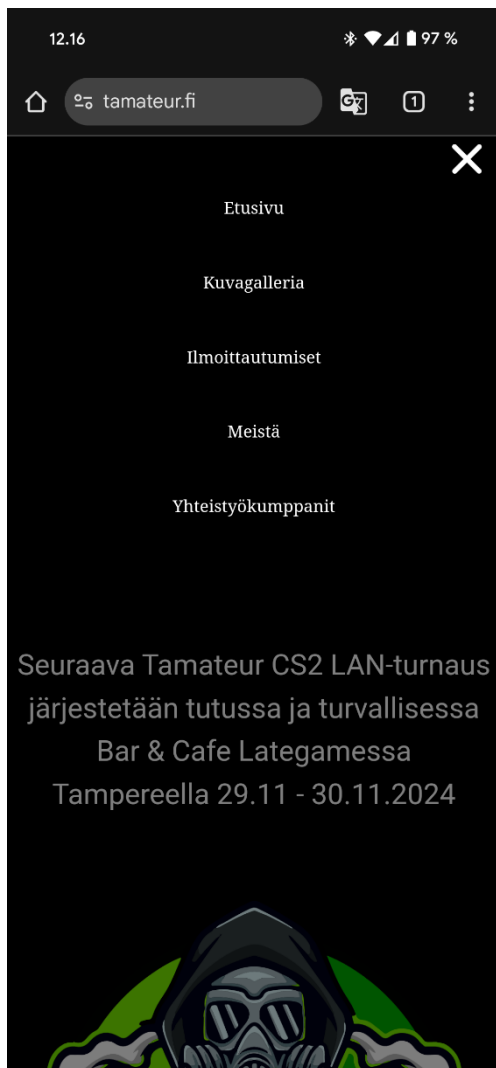 12.16
97 %
tamateur.fi
1
Etusivu
Kuvagalleria
Ilmoittautumiset
Meistä
Yhteistyökumppanit
Seuraava Tamateur CS2 LAN-turnaus
järjestetään tutussa ja turvallisessa
Bar & Cafe Lategamessa
Tampereella 29.11 - 30.11.2024